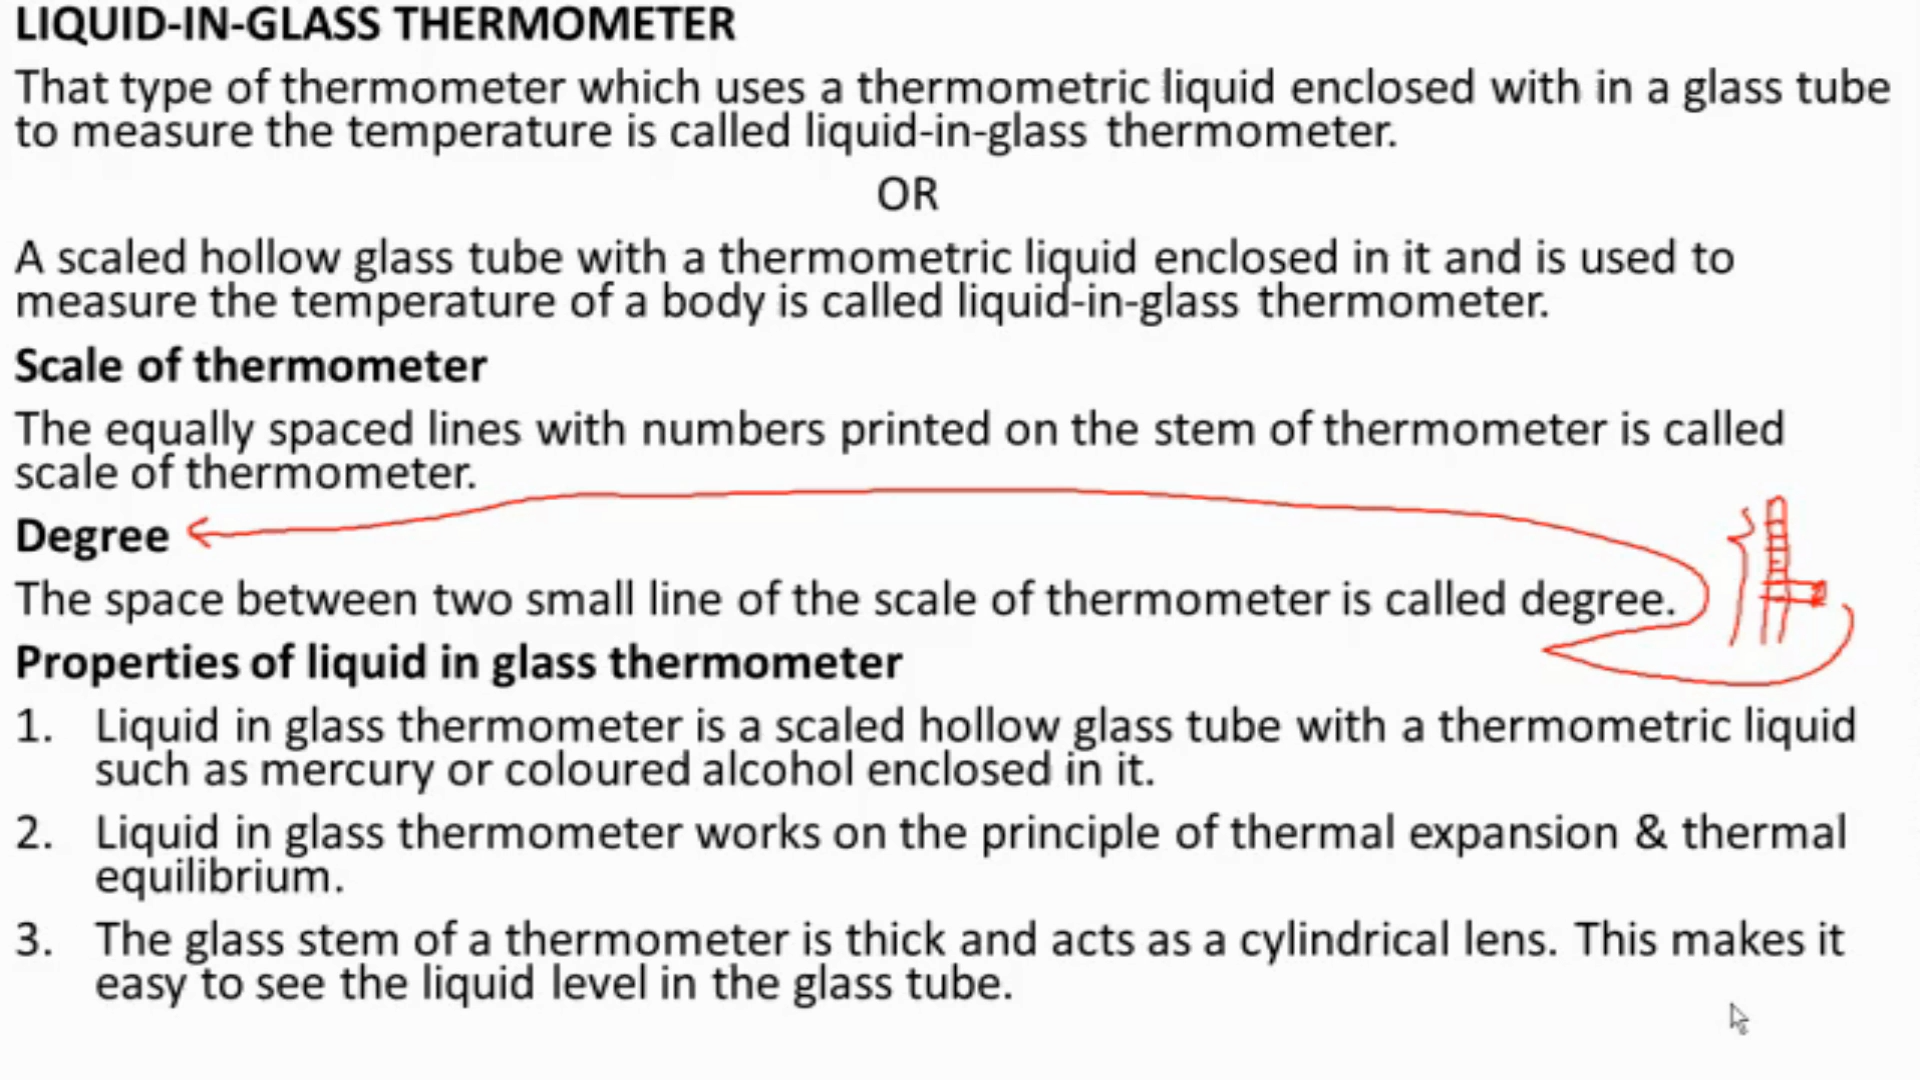 LIQUID-IN-GLASS THERMOMETER
That type of thermometer which uses a thermometric liquid enclosed with in a glass tube
to measure the temperature is called liquid-in-glass thermometer.
OR
A scaled hollow glass tube with a thermometric liquid enclosed in it and is used to
measure the temperature of a body is called liquid-in-glass thermometer.
Scale of thermometer
The equally spaced lines with numbers printed on the stem of thermometer is called
scale of thermometer.
Degree
The space between two small line of the scale of thermometer is called degree.
Properties of liquid in glass thermometer
1. Liquid in glass thermometer is a scaled hollow glass tube with a thermometric liquid
such as mercury or coloured alcohol enclosed in it.
2. Liquid in glass thermometer works on the principle of thermal expansion & thermal
equilibrium.
3. The glass stem of a thermometer is thick and acts as a cylindrical lens. This makes it
easy to see the liquid level in the glass tube.